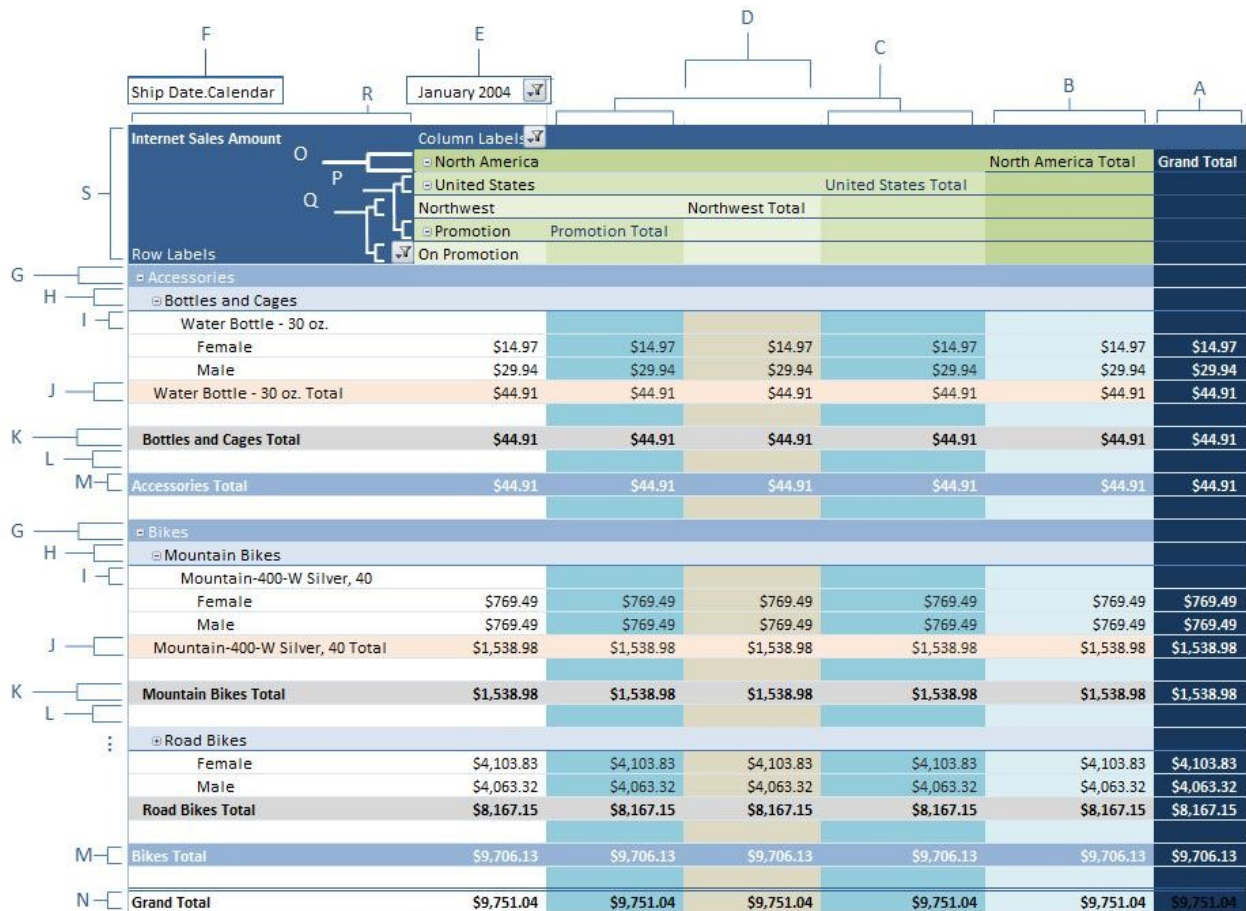 D
F E C
Ship Date.Calendar R January 2004 B A
Internet Sales Amount Column Labels
O North America North America Total Grand Total
S P United States United States Total
Q Northwest Northwest Total
Promotion Promotion Total
Row Labels On Promotion
G Accessories
H Bottles and Cages
I Water Bottle - 30 oz.
Female $14.97 $14.97 $14.97 $14.97 $14.97 $14.97
Male $29.94 $29.94 $29.94 $29.94 $29.94 $29.94
J Water Bottle - 30 oz. Total $44.91 $44.91 $44.91 $44.91 $44.91 $44.91
K Bottles and Cages Total $44.91 $44.91 $44.91 $44.91 $44.91 $44.91
L
M Accessories Total $44.91 $44.91 $44.91 $44.91 $44.91 $44.91
G Bikes
H Mountain Bikes
I Mountain-400-W Silver, 40
Female $769.49 $769.49 $769.49 $769.49 $769.49 $769.49
Male $769.49 $769.49 $769.49 $769.49 $769.49 $769.49
J Mountain-400-W Silver, 40 Total $1,538.98 $1,538.98 $1,538.98 $1,538.98 $1,538.98 $1,538.98
K Mountain Bikes Total $1,538.98 $1,538.98 $1,538.98 $1,538.98 $1,538.98 $1,538.98
L
⋮ Road Bikes
Female $4,103.83 $4,103.83 $4,103.83 $4,103.83 $4,103.83 $4,103.83
Male $4,063.32 $4,063.32 $4,063.32 $4,063.32 $4,063.32 $4,063.32
Road Bikes Total $8,167.15 $8,167.15 $8,167.15 $8,167.15 $8,167.15 $8,167.15
M Bikes Total $9,706.13 $9,706.13 $9,706.13 $9,706.13 $9,706.13 $9,706.13
N Grand Total $9,751.04 $9,751.04 $9,751.04 $9,751.04 $9,751.04 $9,751.04